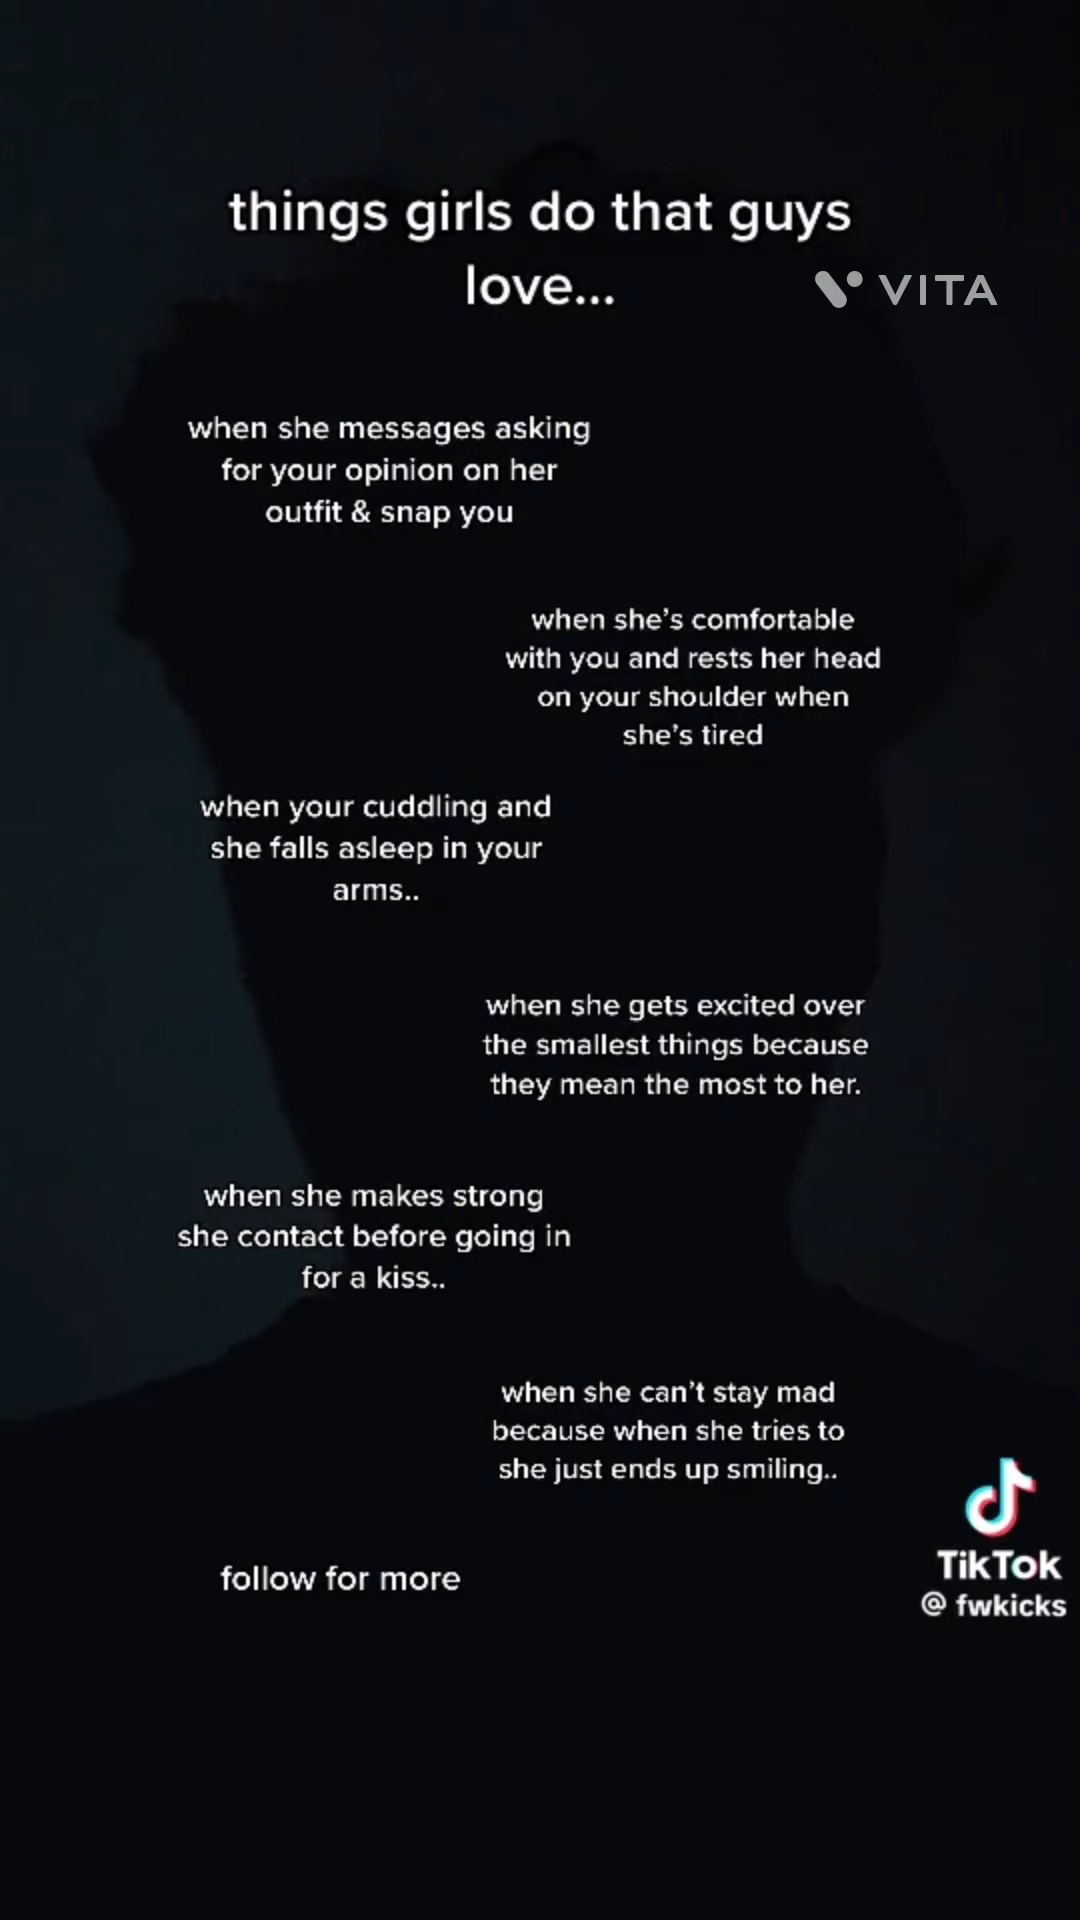 things girls do that guys
love...
VITA
when she messages asking
for your opinion on her
outfit & snap you
when she's comfortable
with you and rests her head
on your shoulder when
she's tired
when your cuddling and
she falls asleep in your
arms..
when she gets excited over
the smallest things because
they mean the most to her.
when she makes strong
she contact before going in
for a kiss..
when she can't stay mad
because when she tries to
she just ends up smiling..
follow for more
TikTok
@ fwkicks